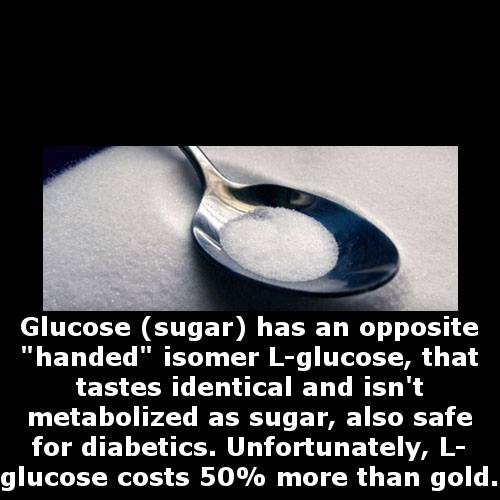 Glucose (sugar) has an opposite
"handed" isomer L-glucose, that
tastes identical and isn't
metabolized as sugar, also safe
for diabetics. Unfortunately, L-
glucose costs 50% more than gold.